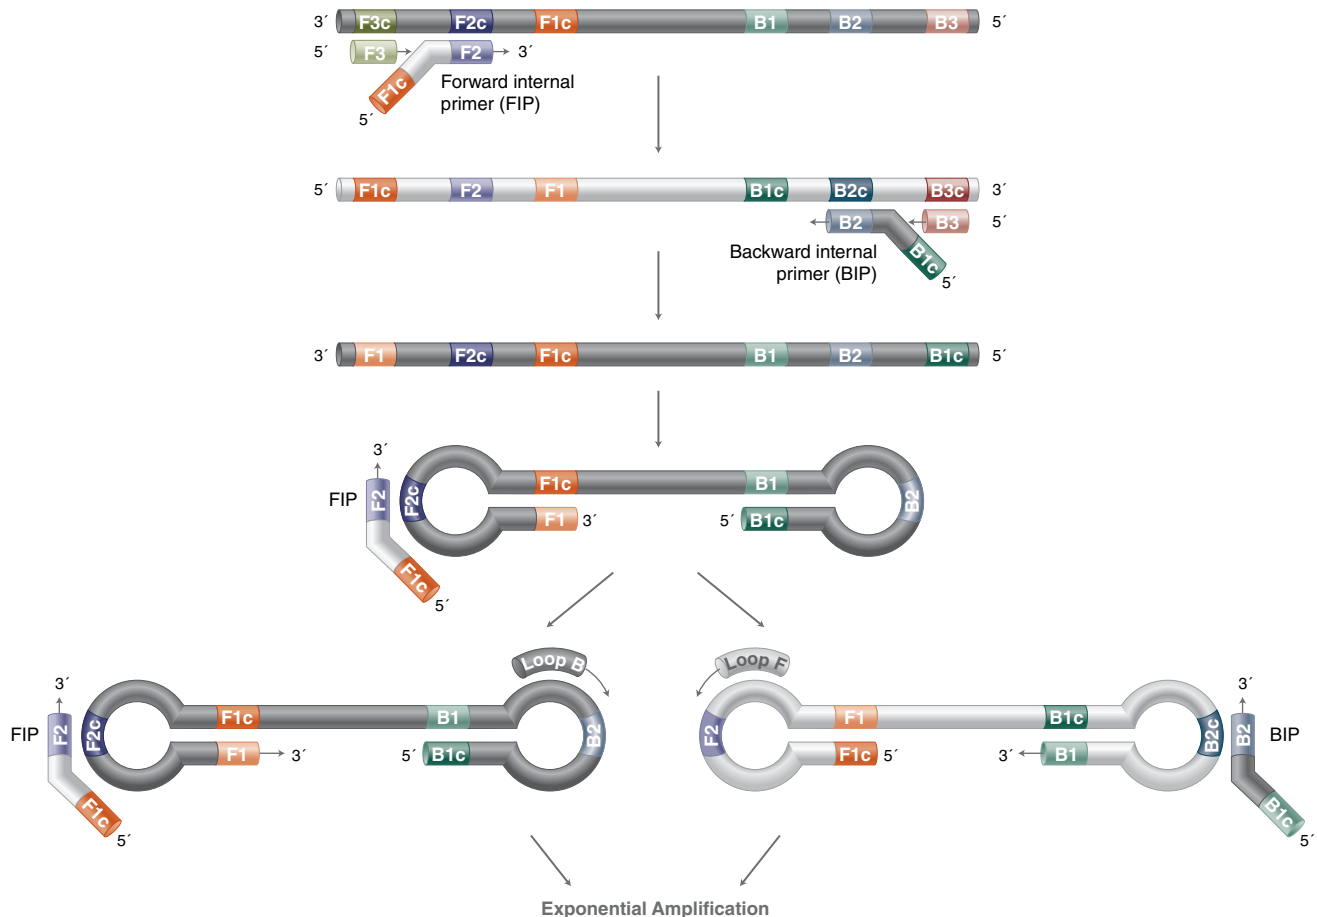 3´ F3c F2c F1c B1 B2 B3 5´
5´ F3 F2 3´
F1c
5´
Forward internal
primer (FIP)
5´ F1c F2 F1 B1c B2c B3c 3´
B2 B3 5´
B1c
5´
Backward internal
primer (BIP)
3´ F1 F2c F1c B1 B2 B1c 5´
3´
FIP F2 F2c F1c B1 B2
F1 3´ 5´ B1c
F1c
5´
Loop B Loop F
3´ F1c B1 F1 B1c 3´
FIP F2 F2c B2 F2 B2c B2 BIP
F1 3´ 5´ B1c F1c 5´ 3´ B1
F1c B1c
5´ 5´
Exponential Amplification